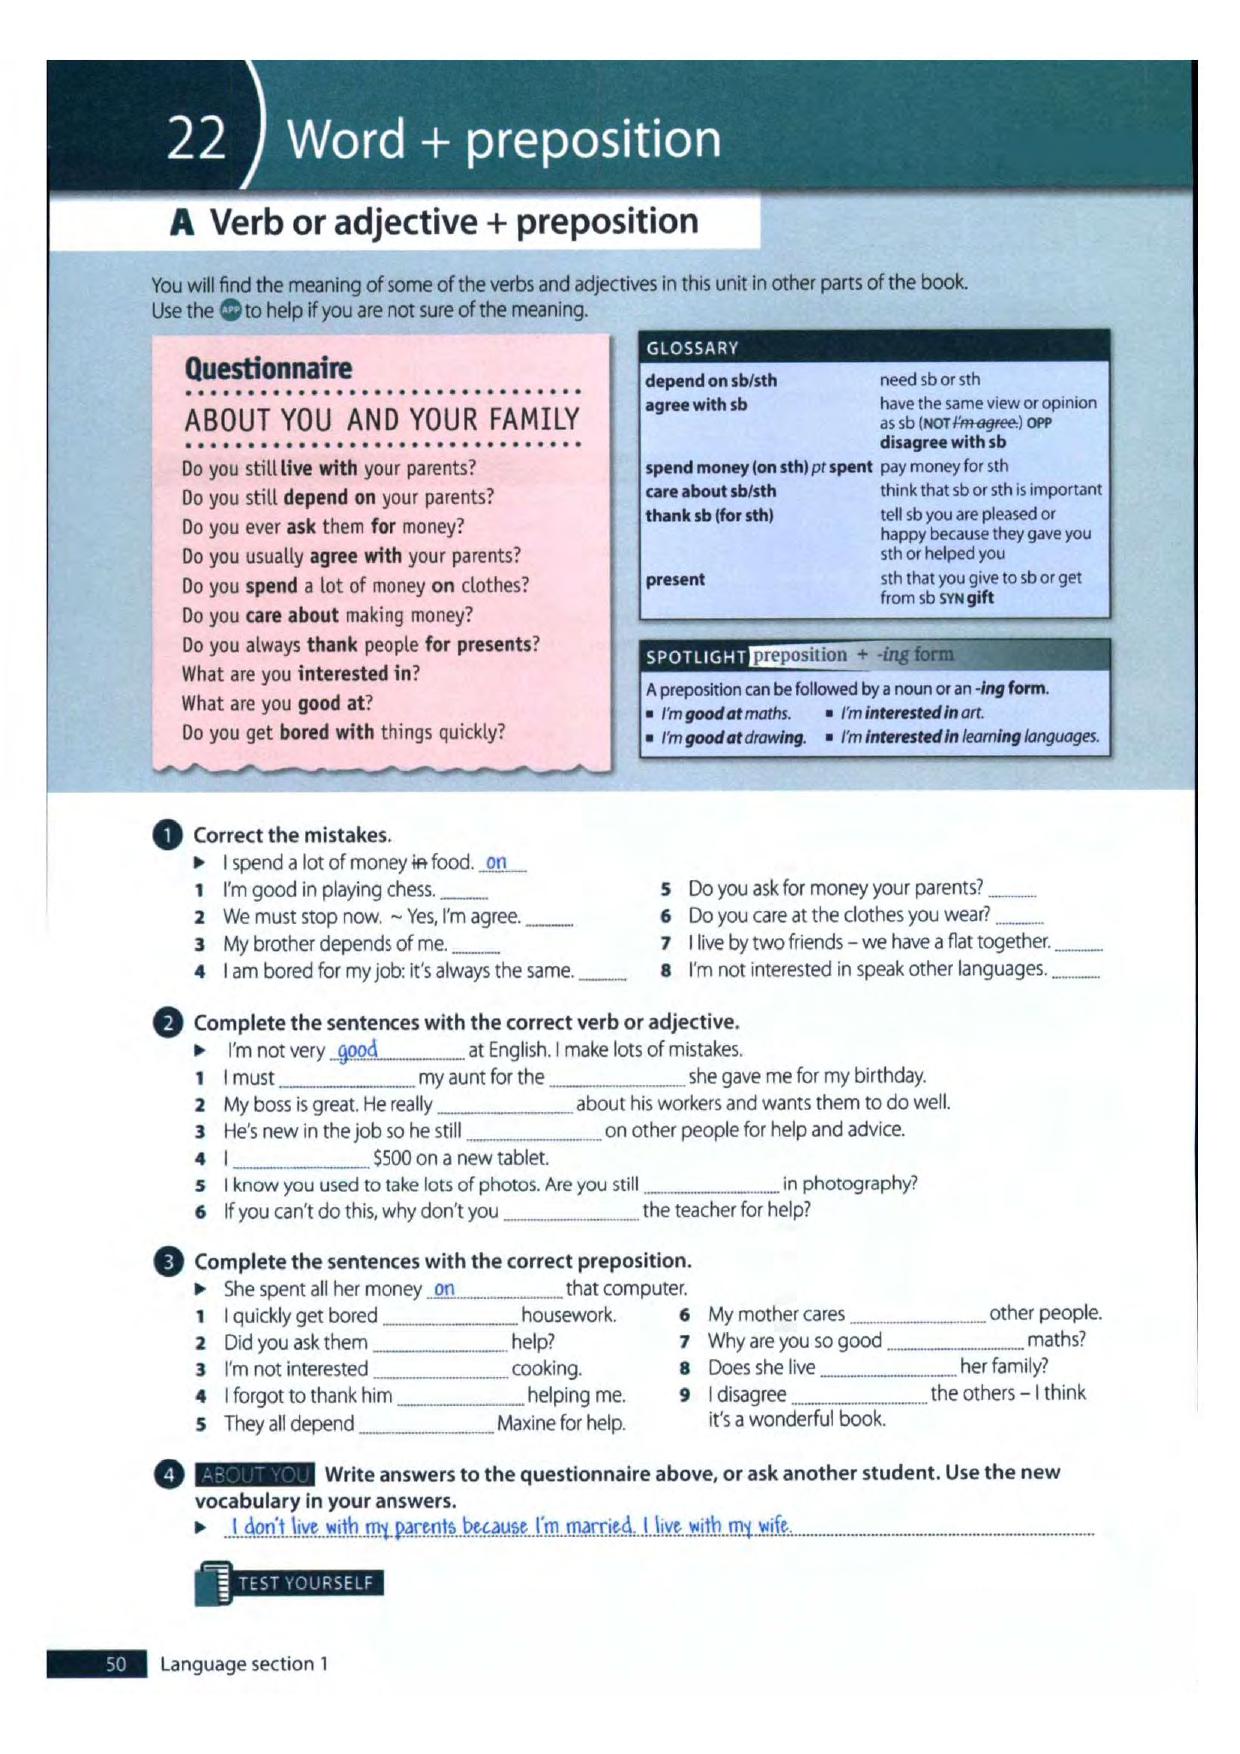 22 Word + preposition
A Verb or adjective + preposition
You will find the meaning of some of the verbs and adjectives in this unit in other parts of the book.
Use the APP to help if you are not sure of the meaning.
Questionnaire
ABOUT YOU AND YOUR FAMILY
Do you still live with your parents?
Do you still depend on your parents?
Do you ever ask them for money?
Do you usually agree with your parents?
Do you spend a lot of money on clothes?
Do you care about making money?
Do you always thank people for presents?
What are you interested in?
What are you good at?
Do you get bored with things quickly?
GLOSSARY
depend on sb/sth need sb or sth
agree with sb have the same view or opinion
as sb (NOT I'm agree.) OPP
disagree with sb
spend money (on sth) pt spent pay money for sth
care about sb/sth think that sb or sth is important
thank sb (for sth) tell sb you are pleased or
happy because they gave you
sth or helped you
present sth that you give to sb or get
from sb SYN gift
SPOTLIGHT preposition + -ing form
A preposition can be followed by a noun or an -ing form.
▪ I'm good at maths. ▪ I'm interested in art.
▪ I'm good at drawing. ▪ I'm interested in learning languages.
1 Correct the mistakes.
▶ I spend a lot of money in food. on
1 I'm good in playing chess.
2 We must stop now. ~ Yes, I'm agree.
3 My brother depends of me.
4 I am bored for my job: it's always the same.
5 Do you ask for money your parents?
6 Do you care at the clothes you wear?
7 I live by two friends – we have a flat together.
8 I'm not interested in speak other languages.
2 Complete the sentences with the correct verb or adjective.
▶ I'm not very good at English. I make lots of mistakes.
1 I must ______ my aunt for the ______ she gave me for my birthday.
2 My boss is great. He really ______ about his workers and wants them to do well.
3 He's new in the job so he still ______ on other people for help and advice.
4 I ______ $500 on a new tablet.
5 I know you used to take lots of photos. Are you still ______ in photography?
6 If you can't do this, why don't you ______ the teacher for help?
3 Complete the sentences with the correct preposition.
▶ She spent all her money on that computer.
1 I quickly get bored ______ housework.
2 Did you ask them ______ help?
3 I'm not interested ______ cooking.
4 I forgot to thank him ______ helping me.
5 They all depend ______ Maxine for help.
6 My mother cares ______ other people.
7 Why are you so good ______ maths?
8 Does she live ______ her family?
9 I disagree ______ the others – I think
it's a wonderful book.
4 ABOUT YOU Write answers to the questionnaire above, or ask another student. Use the new
vocabulary in your answers.
▶ I don't live with my parents because I'm married. I live with my wife.
TEST YOURSELF
50 Language section 1